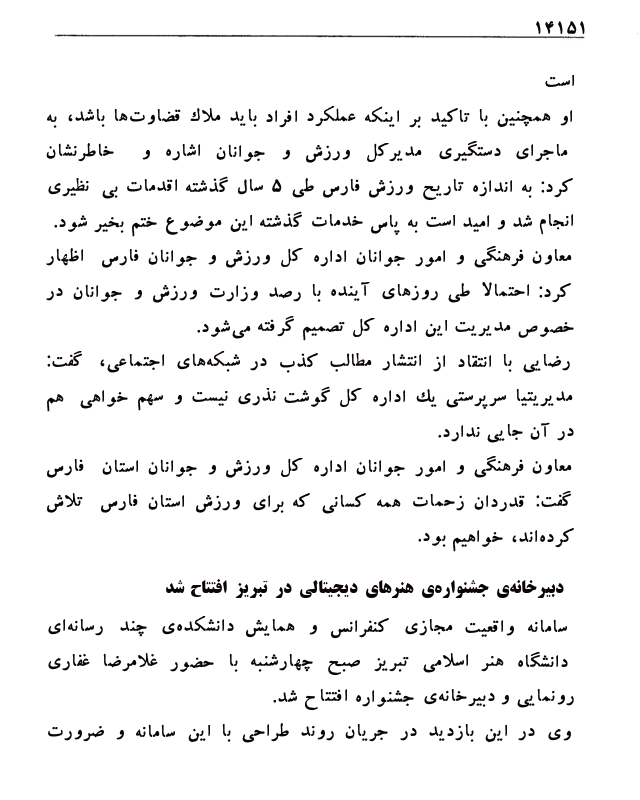 ۱۴۱۵۱
است
او همچنین با تاکید بر اینکه عملکرد افراد باید ملاك قضاوت‌ها باشد، به
ماجرای دستگیری مدیرکل ورزش و جوانان اشاره و خاطرنشان
کرد: به اندازه تاریخ ورزش فارس طی ۵ سال گذشته اقدمات بی نظیری
انجام شد و امید است به پاس خدمات گذشته این موضوع ختم بخیر شود.
معاون فرهنگی و امور جوانان اداره کل ورزش و جوانان فارس اظهار
کرد: احتمالا طی روزهای آینده با رصد وزارت ورزش و جوانان در
خصوص مدیریت این اداره کل تصمیم گرفته می‌شود.
رضایی با انتقاد از انتشار مطالب کذب در شبکه‌های اجتماعی، گفت:
مدیریتیا سرپرستی یك اداره کل گوشت نذری نیست و سهم خواهی هم
در آن جایی ندارد.
معاون فرهنگی و امور جوانان اداره کل ورزش و جوانان استان فارس
گفت: قدردان زحمات همه کسانی که برای ورزش استان فارس تلاش
کرده‌اند، خواهیم بود.
دبیرخانه‌ی جشنواره‌ی هنرهای دیجیتالی در تبریز افتتاح شد
سامانه واقعیت مجازی کنفرانس و همایش دانشکده‌ی چند رسانه‌ای
دانشگاه هنر اسلامی تبریز صبح چهارشنبه با حضور غلامرضا غفاری
رونمایی و دبیرخانه‌ی جشنواره افتتاح شد.
وی در این بازدید در جریان روند طراحی با این سامانه و ضرورت